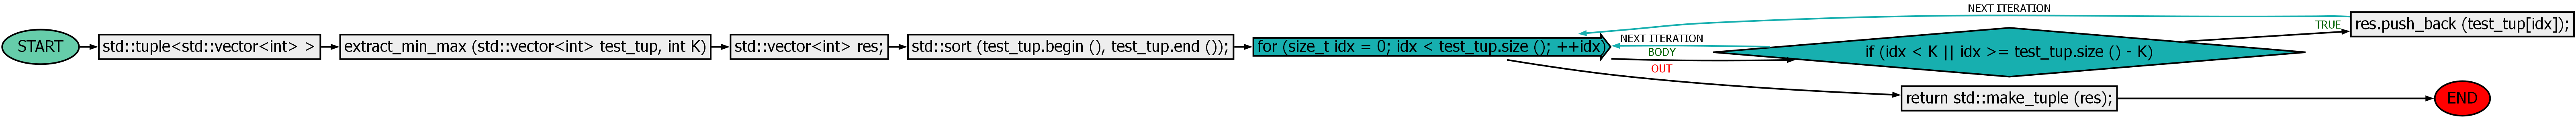 START
std::tuple<std::vector<int> >
extract_min_max (std::vector<int> test_tup, int K)
std::vector<int> res;
std::sort (test_tup.begin (), test_tup.end ());
for (size_t idx = 0; idx < test_tup.size (); ++idx)
NEXT ITERATION
NEXT ITERATION
BODY
OUT
if (idx < K || idx >= test_tup.size () - K)
TRUE
res.push_back (test_tup[idx]);
return std::make_tuple (res);
END